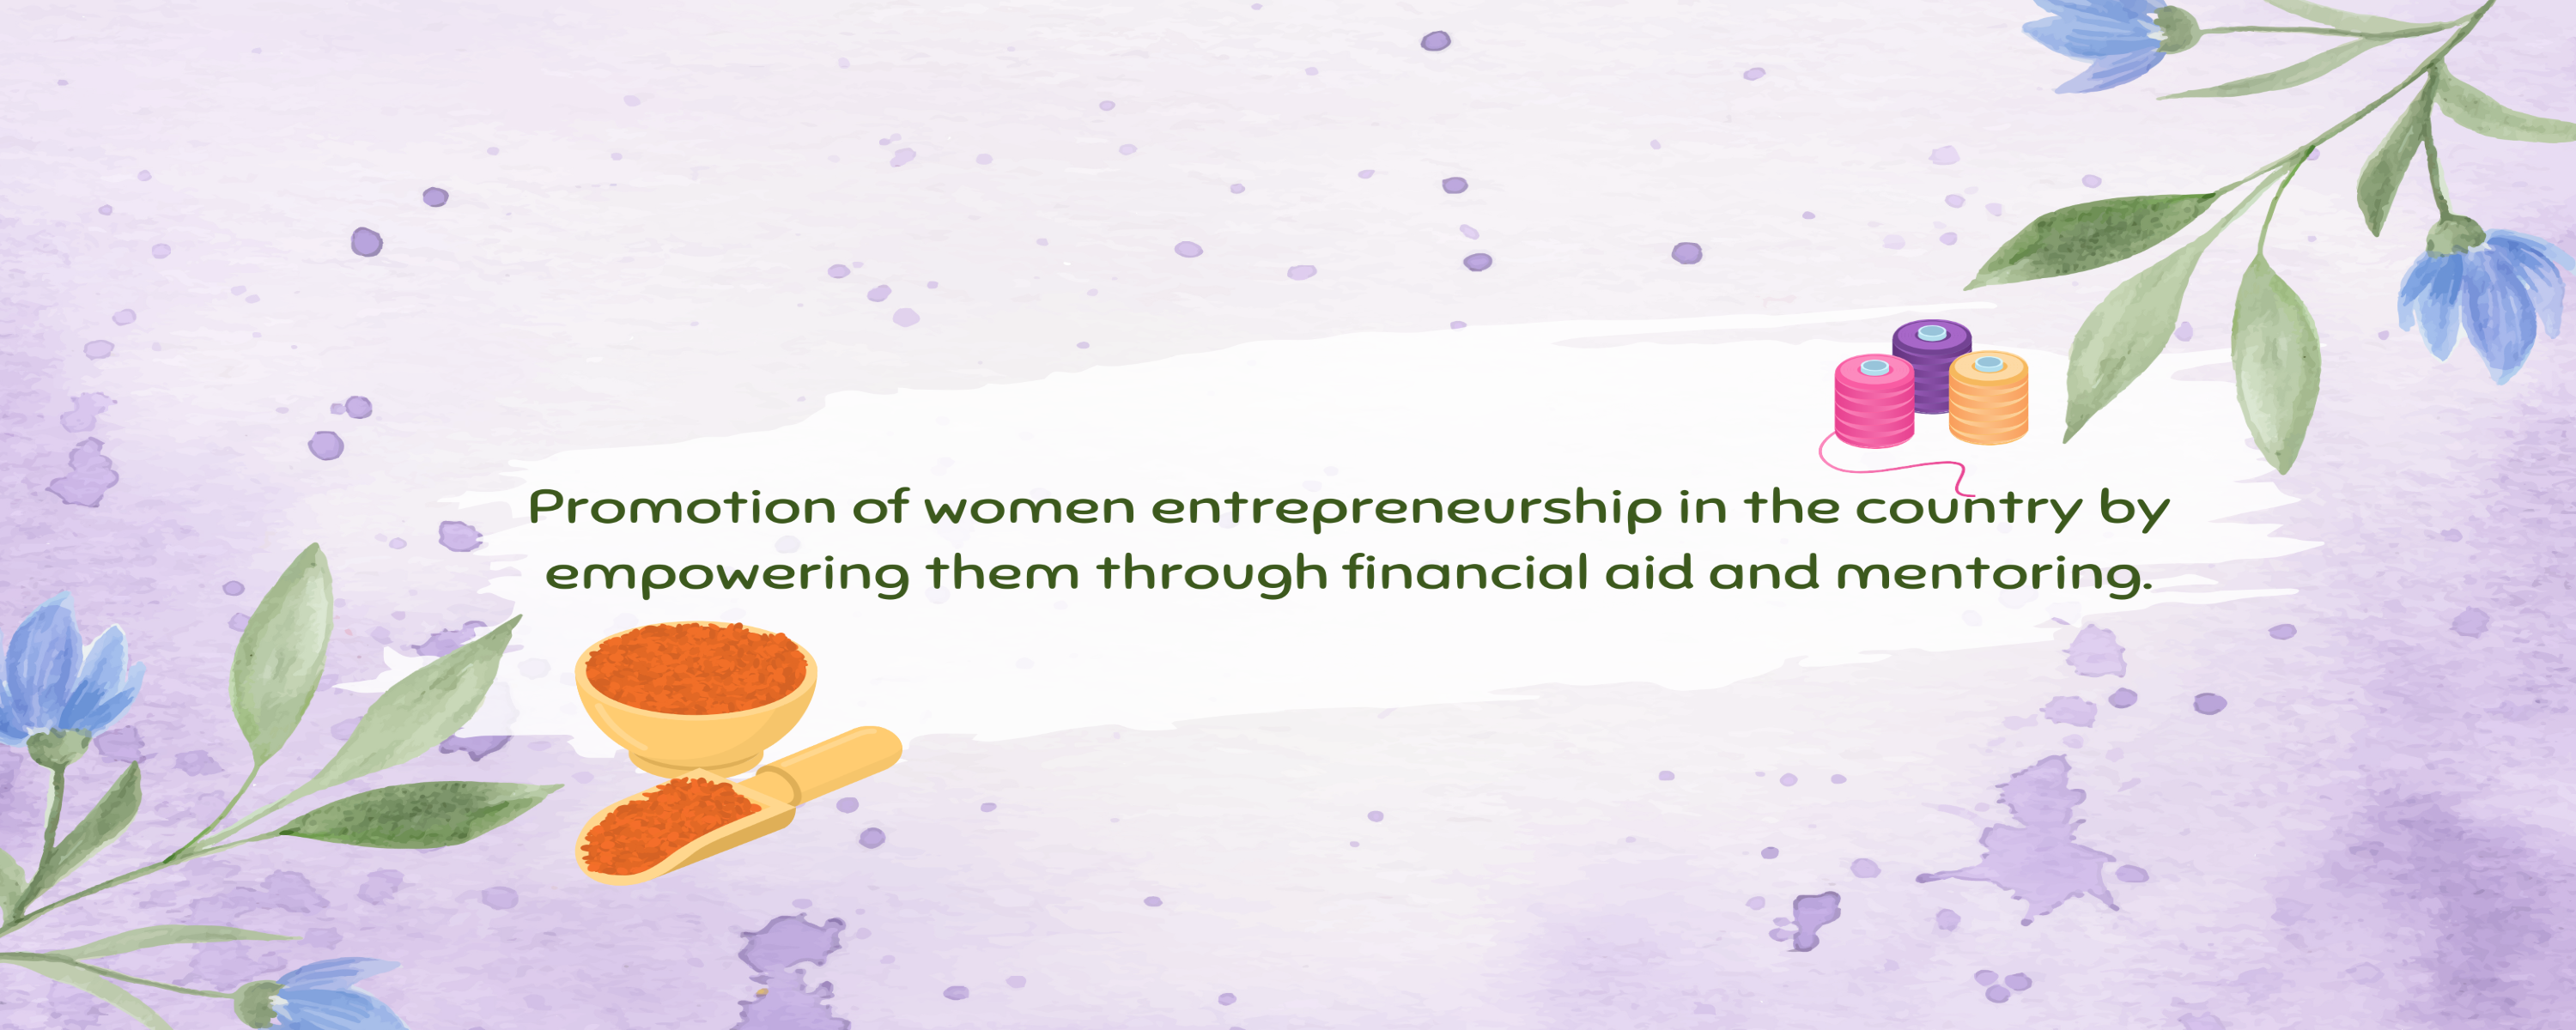 Promotion of women entrepreneurship in the country by
empowering them through financial aid and mentoring.